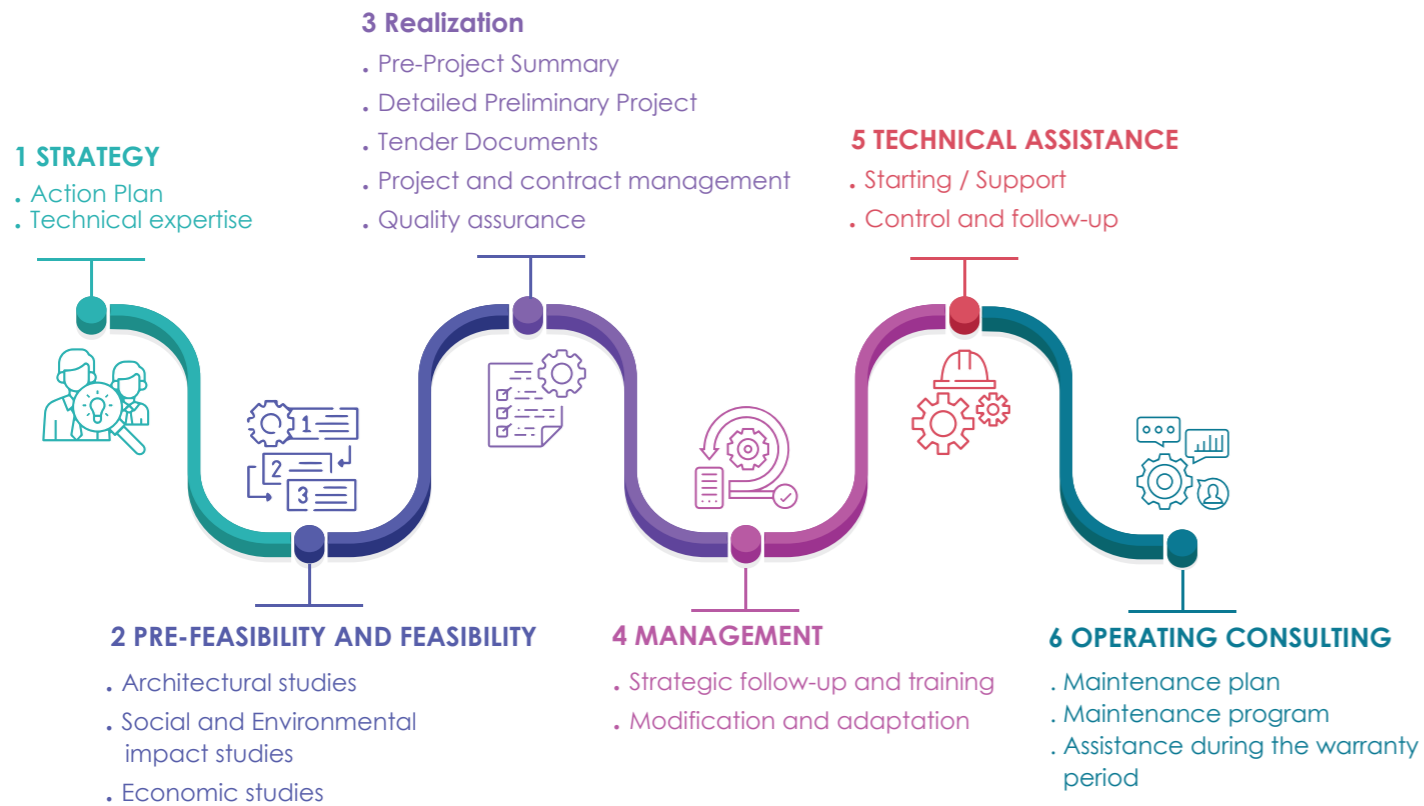 1 STRATEGY
. Action Plan
. Technical expertise
1
2
3
2 PRE-FEASIBILITY AND FEASIBILITY
. Architectural studies
. Social and Environmental
impact studies
. Economic studies
3 Realization
. Pre-Project Summary
. Detailed Preliminary Project
. Tender Documents
. Project and contract management
. Quality assurance
4 MANAGEMENT
. Strategic follow-up and training
. Modification and adaptation
5 TECHNICAL ASSISTANCE
. Starting / Support
. Control and follow-up
6 OPERATING CONSULTING
. Maintenance plan
. Maintenance program
. Assistance during the warranty
period